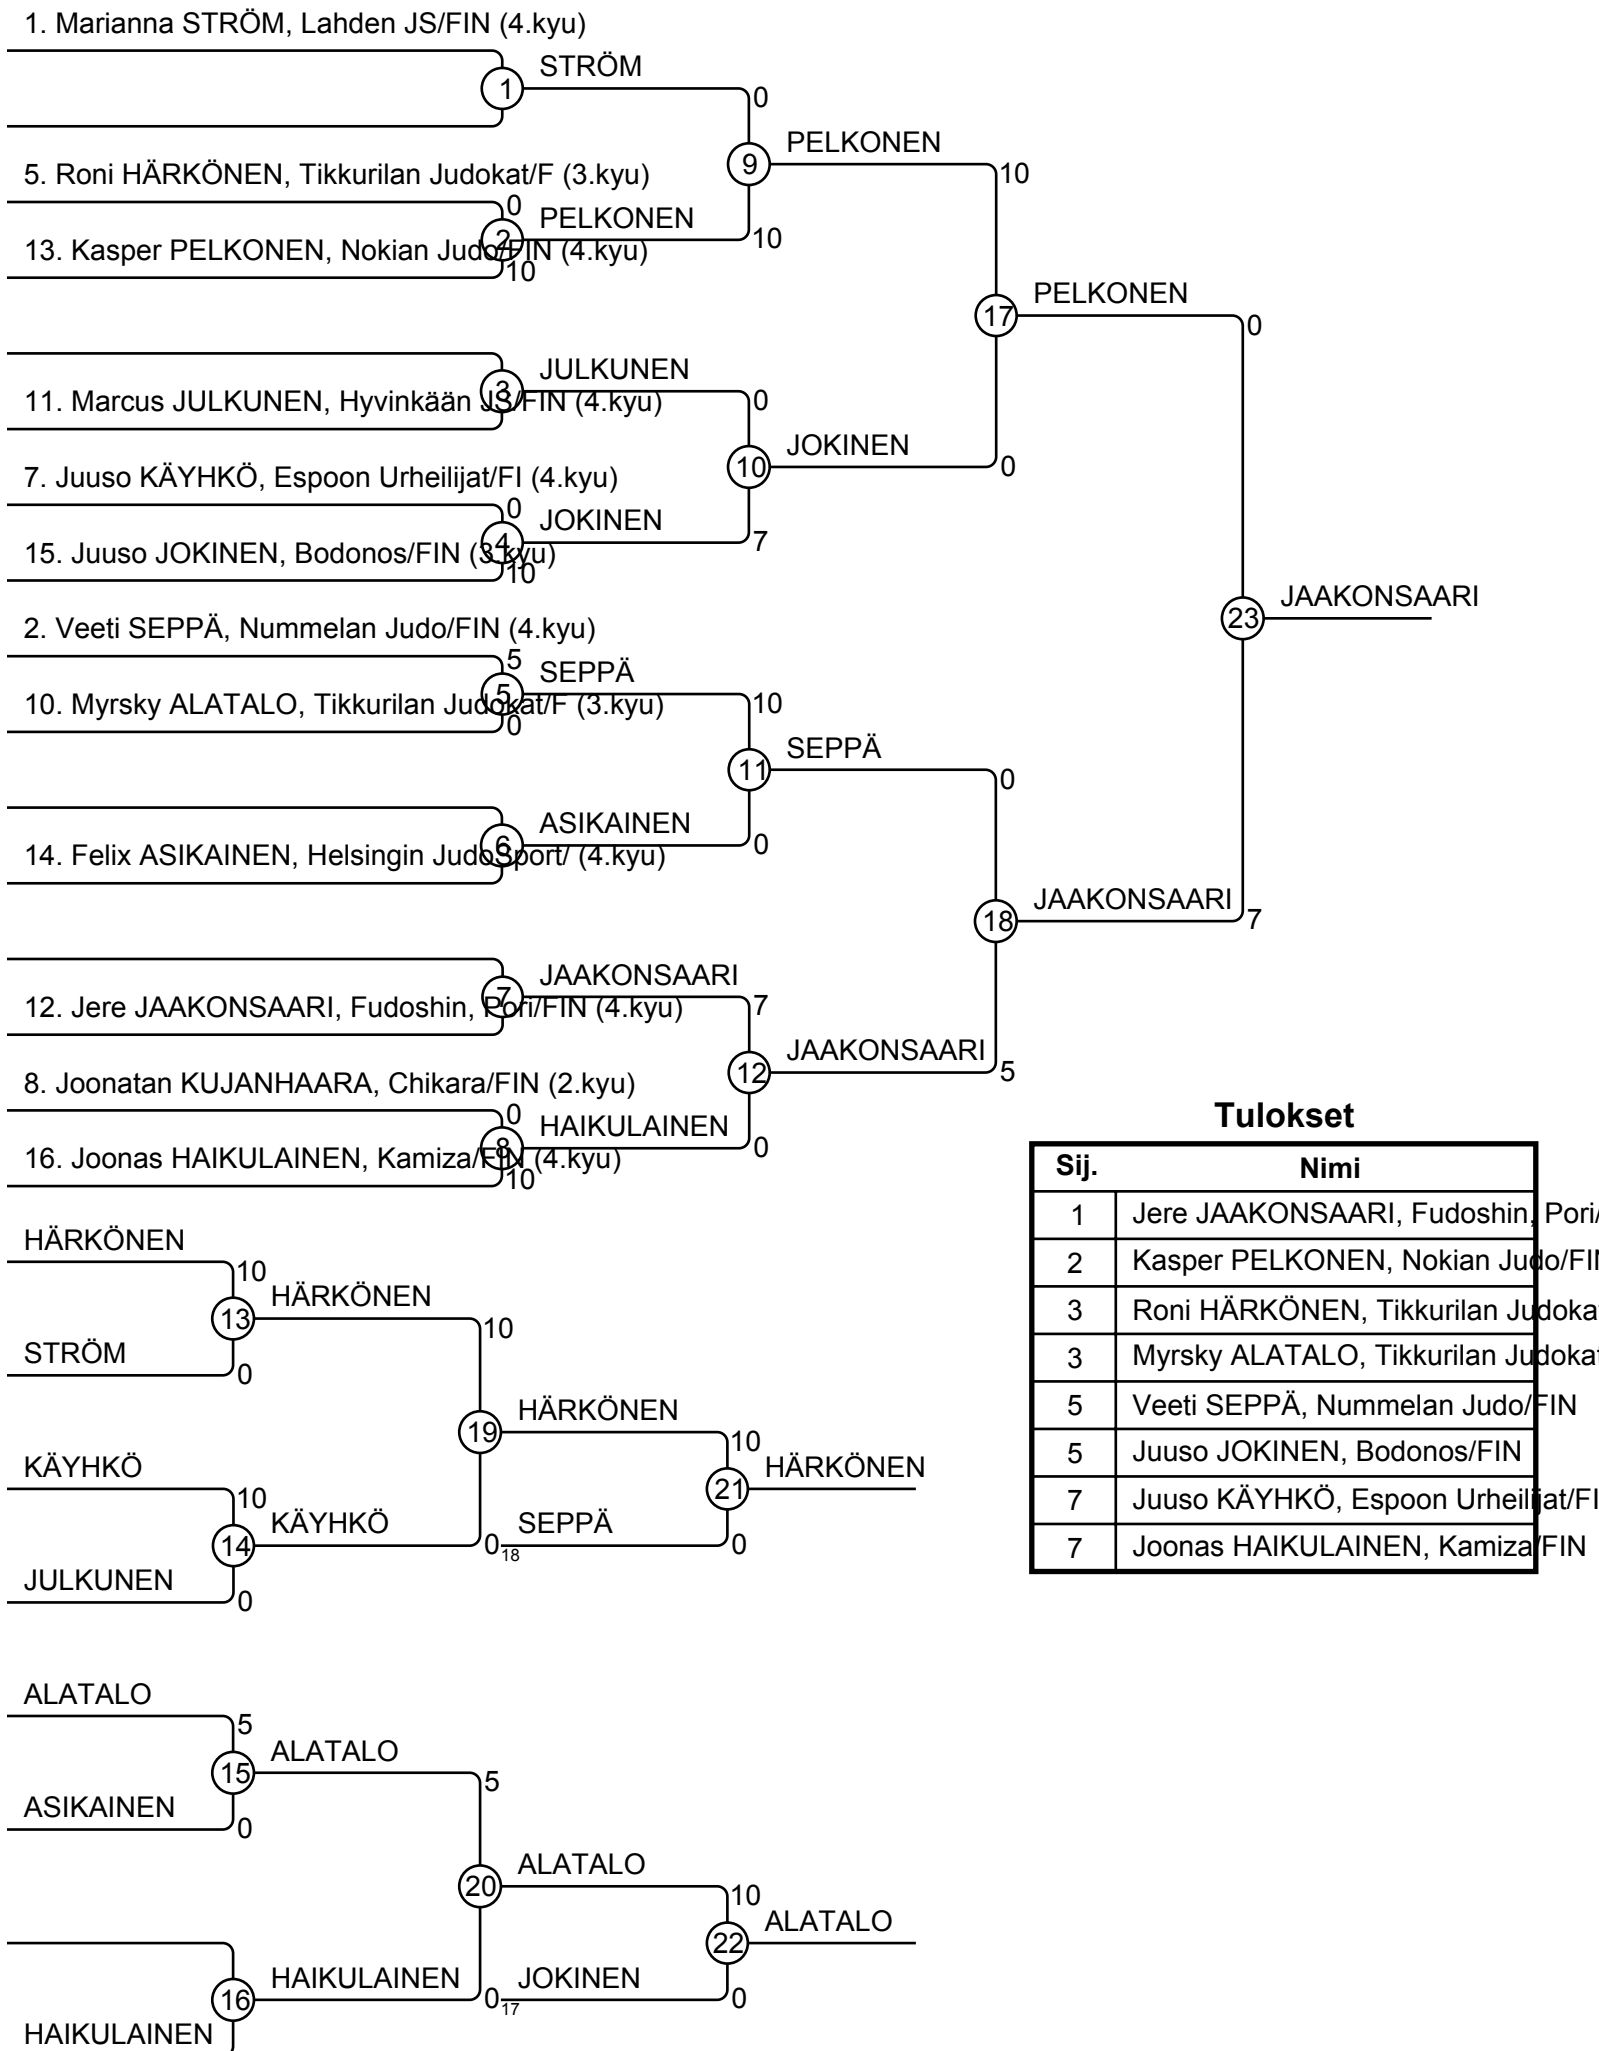 1. Marianna STRÖM, Lahden JS/FIN (4.kyu)
1
STRÖM
0
5. Roni HÄRKÖNEN, Tikkurilan Judokat/F (3.kyu)
0
2
PELKONEN
10
13. Kasper PELKONEN, Nokian Judo/FIN (4.kyu)
10
9
PELKONEN
10
3
JULKUNEN
0
11. Marcus JULKUNEN, Hyvinkään JS/FIN (4.kyu)
7. Juuso KÄYHKÖ, Espoon Urheilijat/FI (4.kyu)
0
4
JOKINEN
7
15. Juuso JOKINEN, Bodonos/FIN (3.kyu)
10
10
JOKINEN
0
17
PELKONEN
0
2. Veeti SEPPÄ, Nummelan Judo/FIN (4.kyu)
5
5
SEPPÄ
10
10. Myrsky ALATALO, Tikkurilan Judokat/F (3.kyu)
0
11
SEPPÄ
0
6
ASIKAINEN
0
14. Felix ASIKAINEN, Helsingin JudoSport/ (4.kyu)
7
JAAKONSAARI
7
12. Jere JAAKONSAARI, Fudoshin, Pori/FIN (4.kyu)
12
JAAKONSAARI
5
8. Joonatan KUJANHAARA, Chikara/FIN (2.kyu)
0
8
HAIKULAINEN
0
16. Joonas HAIKULAINEN, Kamiza/FIN (4.kyu)
10
18
JAAKONSAARI
7
23
JAAKONSAARI
HÄRKÖNEN
10
13
HÄRKÖNEN
10
STRÖM
0
KÄYHKÖ
10
14
KÄYHKÖ
0
JULKUNEN
0
19
HÄRKÖNEN
10
18
SEPPÄ
0
21
HÄRKÖNEN
ALATALO
5
15
ALATALO
5
ASIKAINEN
0
16
HAIKULAINEN
0
HAIKULAINEN
20
ALATALO
10
17
JOKINEN
0
22
ALATALO
Tulokset
Sij. Nimi
1 Jere JAAKONSAARI, Fudoshin, Pori/
2 Kasper PELKONEN, Nokian Judo/FIN
3 Roni HÄRKÖNEN, Tikkurilan Judokat
3 Myrsky ALATALO, Tikkurilan Judokat
5 Veeti SEPPÄ, Nummelan Judo/FIN
5 Juuso JOKINEN, Bodonos/FIN
7 Juuso KÄYHKÖ, Espoon Urheilijat/FI
7 Joonas HAIKULAINEN, Kamiza/FIN